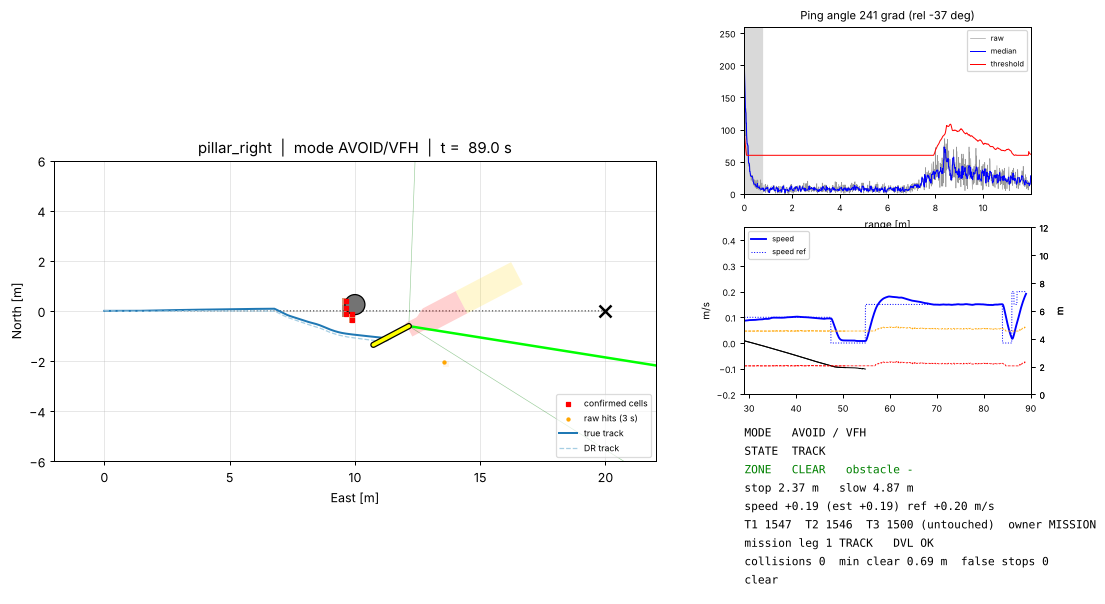 pillar_right | mode AVOID/VFH | t = 89.0 s
6
4
2
0
−2
−4
−6
North [m]
0
5
10
15
20
East [m]
confirmed cells
raw hits (3 s)
true track
DR track
Ping angle 241 grad (rel -37 deg)
250
200
150
100
50
0
raw
median
threshold
0
2
4
6
8
10
range [m]
0.4
0.3
0.2
0.1
0.0
−0.1
−0.2
m/s
speed
speed ref
12
10
8
6
4
2
0
m
30
40
50
60
70
80
90
MODE AVOID / VFH
STATE TRACK
ZONE CLEAR obstacle -
stop 2.37 m slow 4.87 m
speed +0.19 (est +0.19) ref +0.20 m/s
T1 1547 T2 1546 T3 1500 (untouched) owner MISSION
mission leg 1 TRACK DVL OK
collisions 0 min clear 0.69 m false stops 0
clear